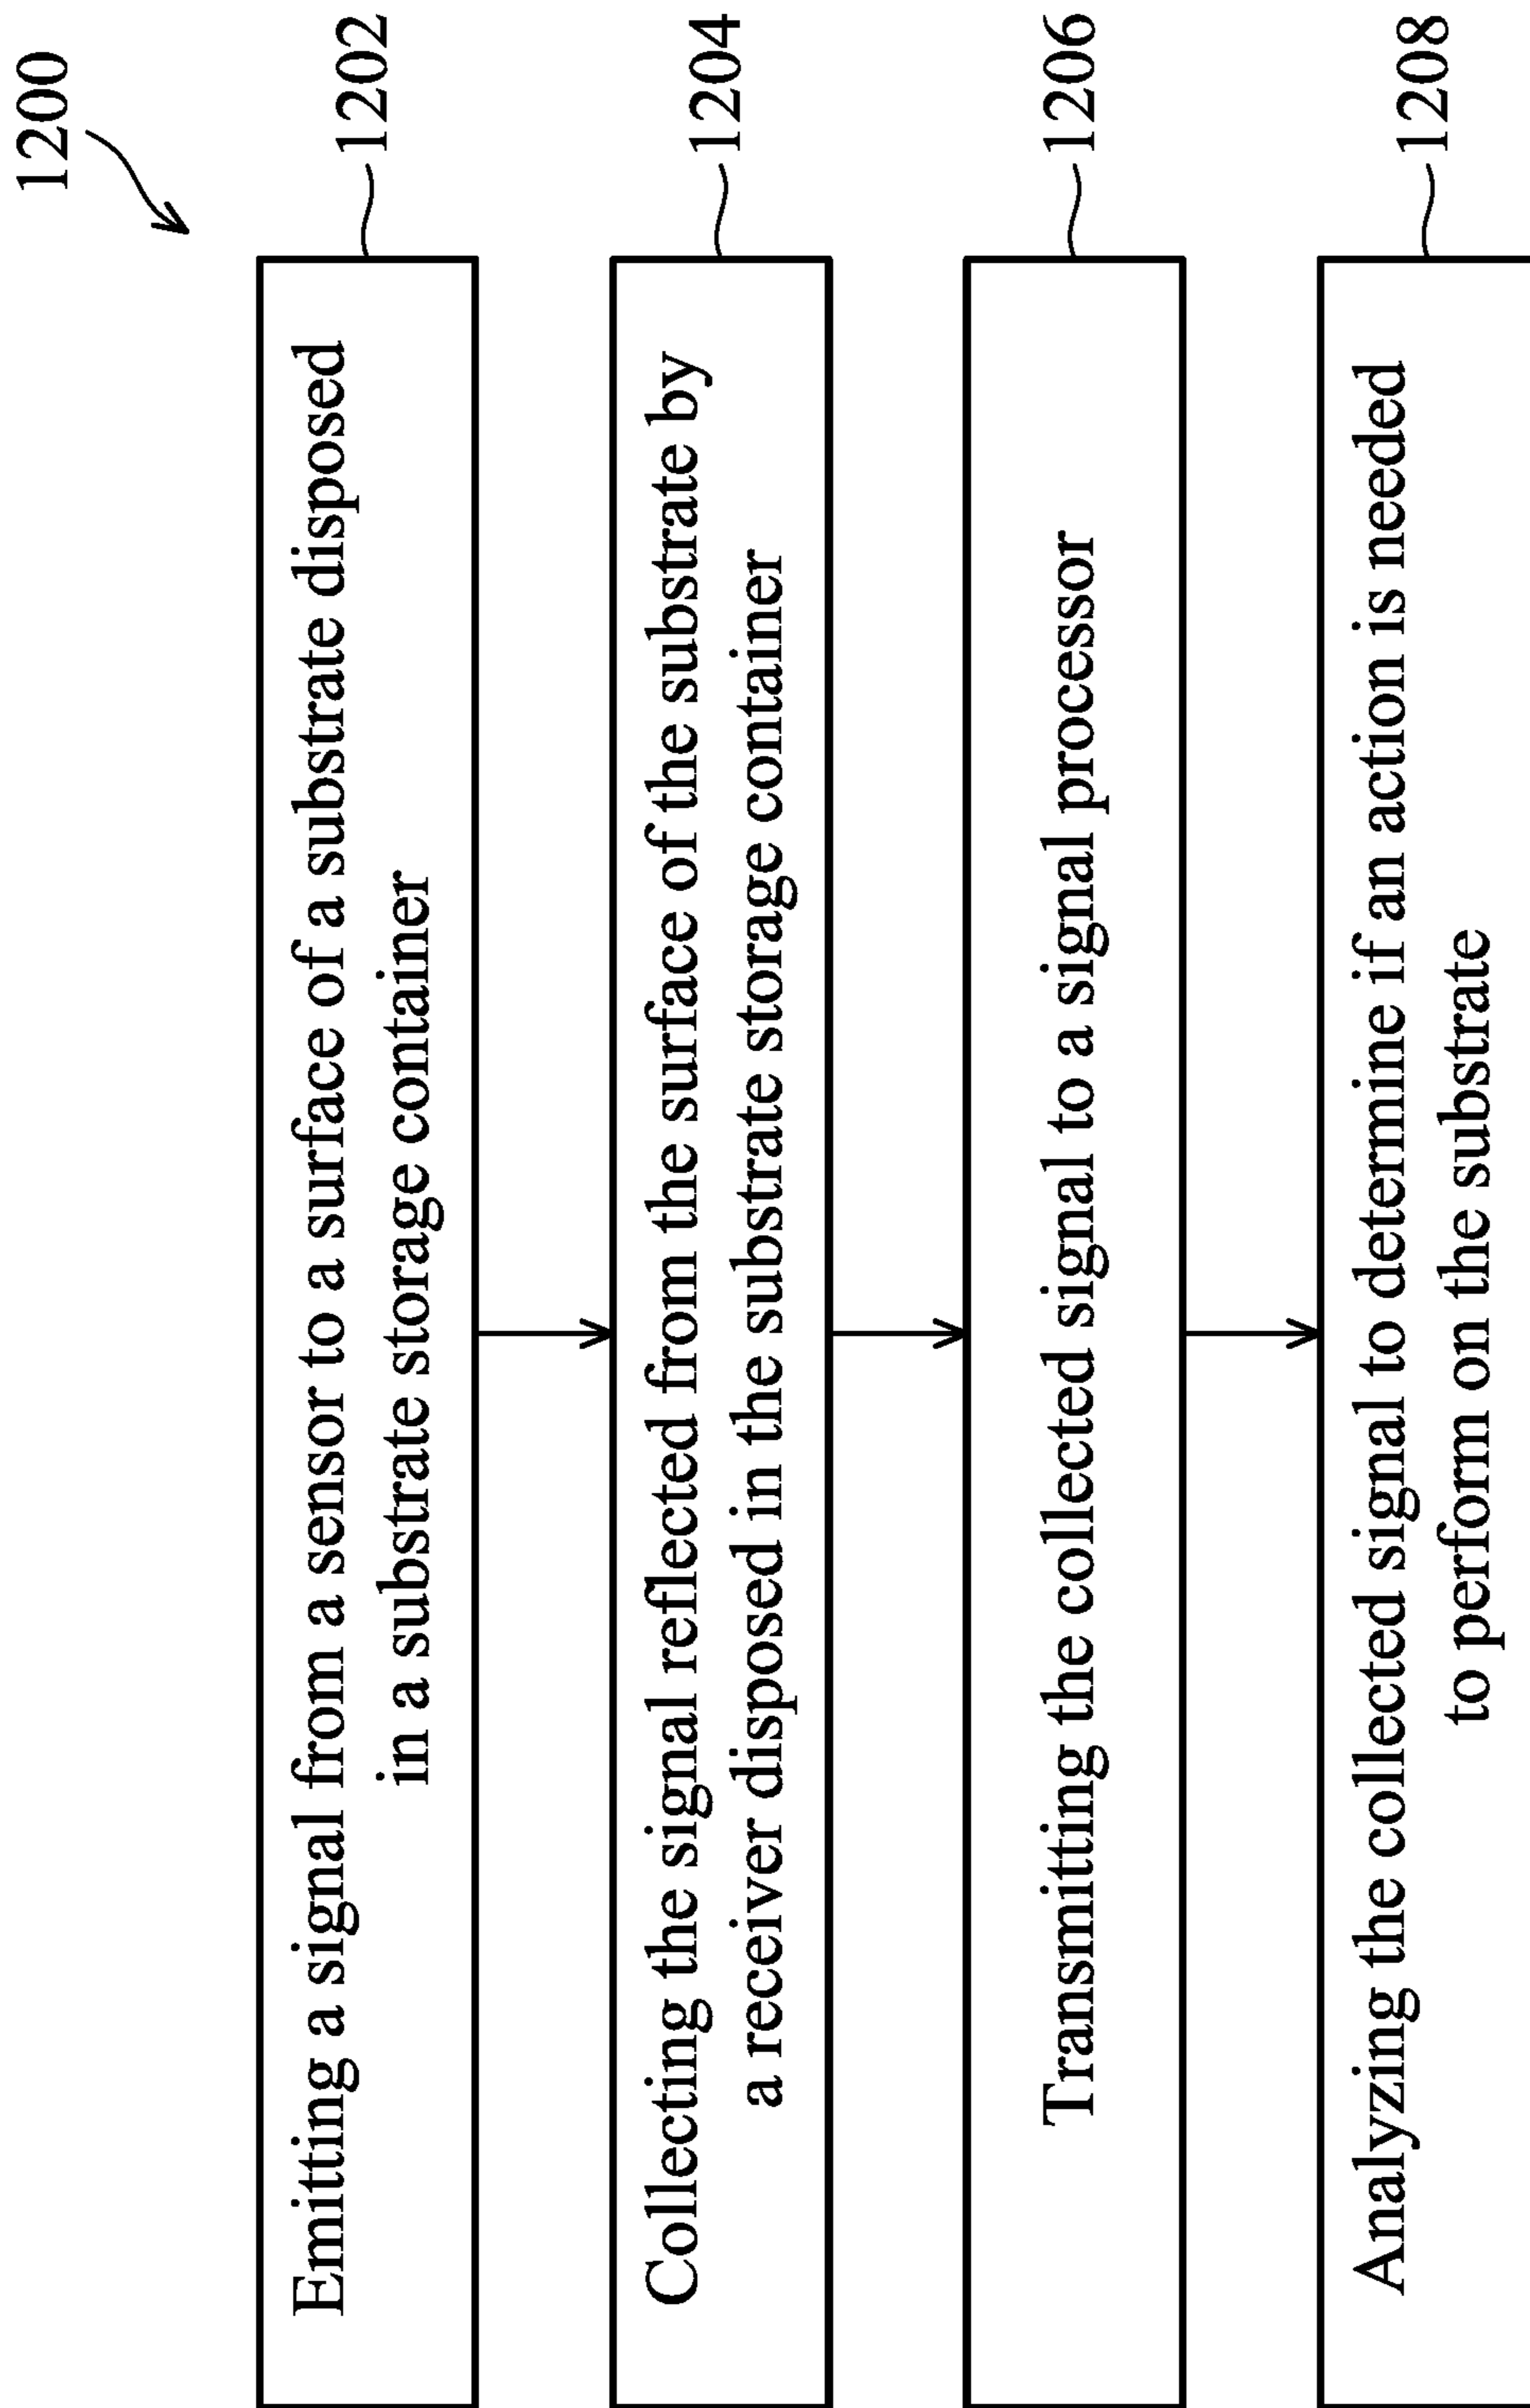 1200
Emitting a signal from a sensor to a surface of a substrate disposed
in a substrate storage container
1202
Collecting the signal reflected from the surface of the substrate by
a receiver disposed in the substrate storage container
1204
Transmitting the collected signal to a signal processor
1206
Analyzing the collected signal to determine if an action is needed
to perform on the substrate
1208